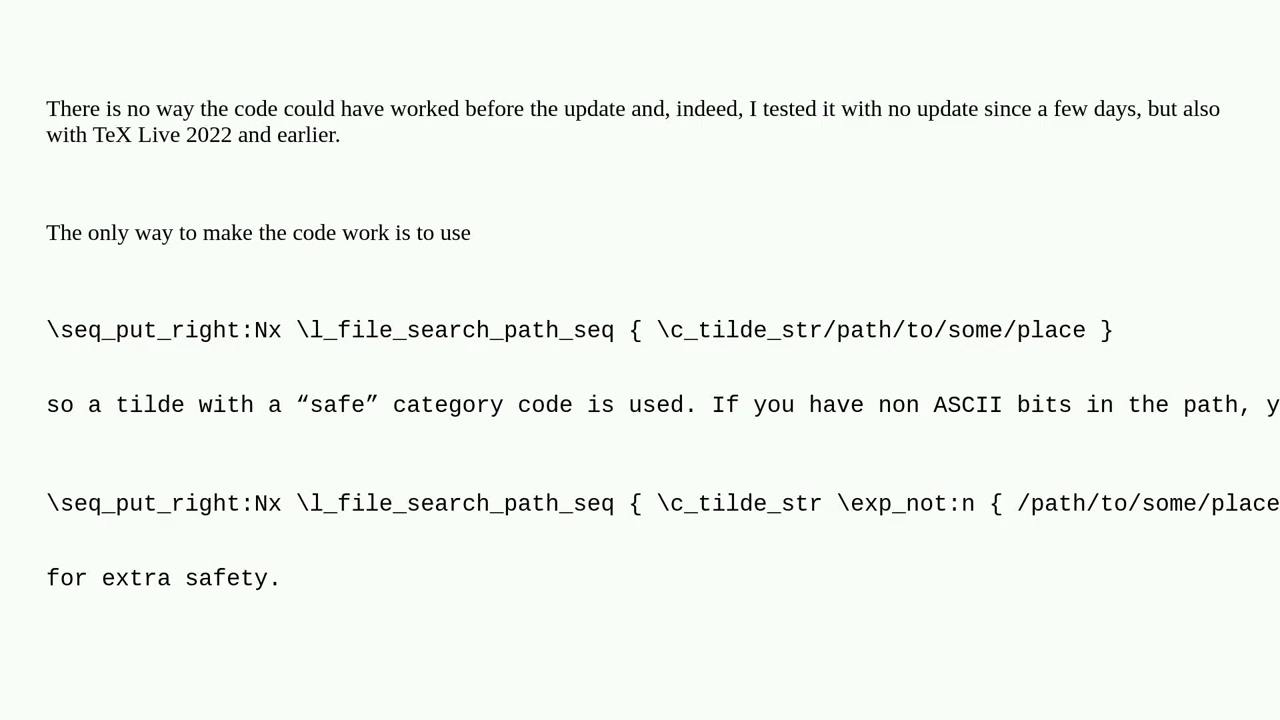 There is no way the code could have worked before the update and, indeed, I tested it with no update since a few days, but also
with TeX Live 2022 and earlier.
The only way to make the code work is to use
\seq_put_right:Nx \l_file_search_path_seq { \c_tilde_str/path/to/some/place }
so a tilde with a “safe” category code is used. If you have non ASCII bits in the path, y
\seq_put_right:Nx \l_file_search_path_seq { \c_tilde_str \exp_not:n { /path/to/some/place
for extra safety.